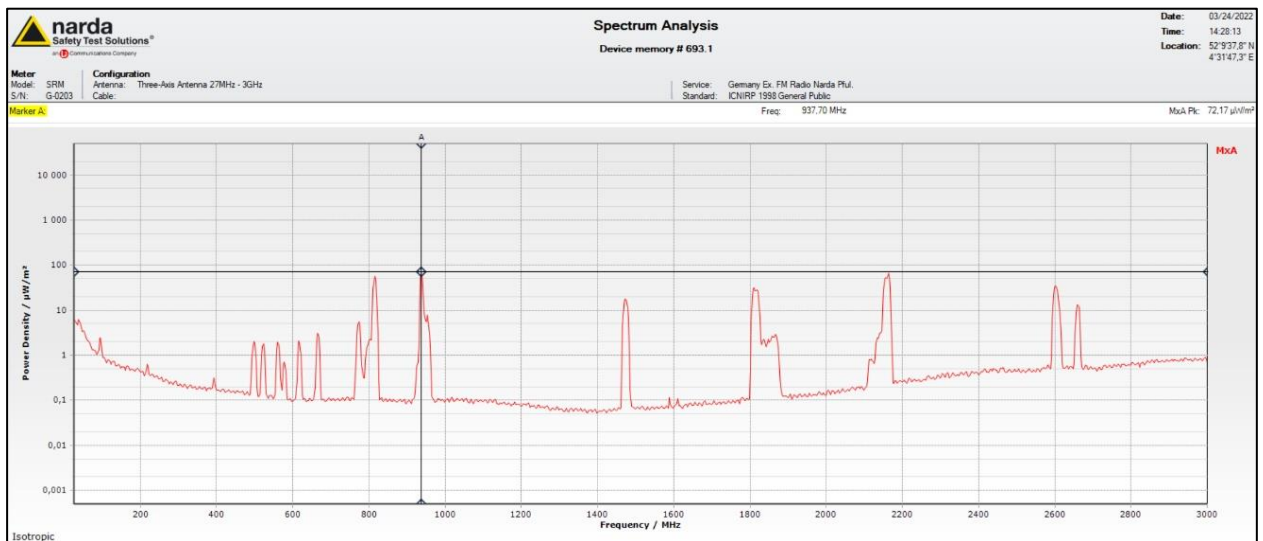 narda
Safety Test Solutions®
an L3 Communications Company
Spectrum Analysis
Device memory # 693.1
Date: 03/24/2022
Time: 14:28:13
Location: 52°9'37,8" N
4°31'47,3" E
Meter
Model: SRM
S/N: G-0203
Configuration
Antenna: Three-Axis Antenna 27MHz - 3GHz
Cable:
Service: Germany Ex. FM Radio Narda Pful.
Standard: ICNIRP 1998 General Public
Marker A:
Freq: 937,70 MHz
MxA Pk: 72,17 µW/m²
A
MxA
Power Density / µW/m²
10 000
1 000
100
10
1
0,1
0,01
0,001
200 400 600 800 1000 1200 1400 1600 1800 2000 2200 2400 2600 2800 3000
Frequency / MHz
Isotropic